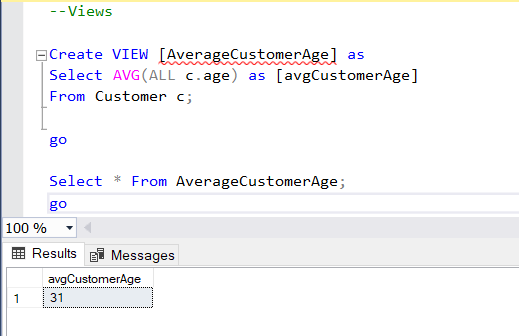 --Views
Create VIEW [AverageCustomerAge] as
Select AVG(ALL c.age) as [avgCustomerAge]
From Customer c;
go
Select * From AverageCustomerAge;
go
100 %
Results Messages
avgCustomerAge
1 31